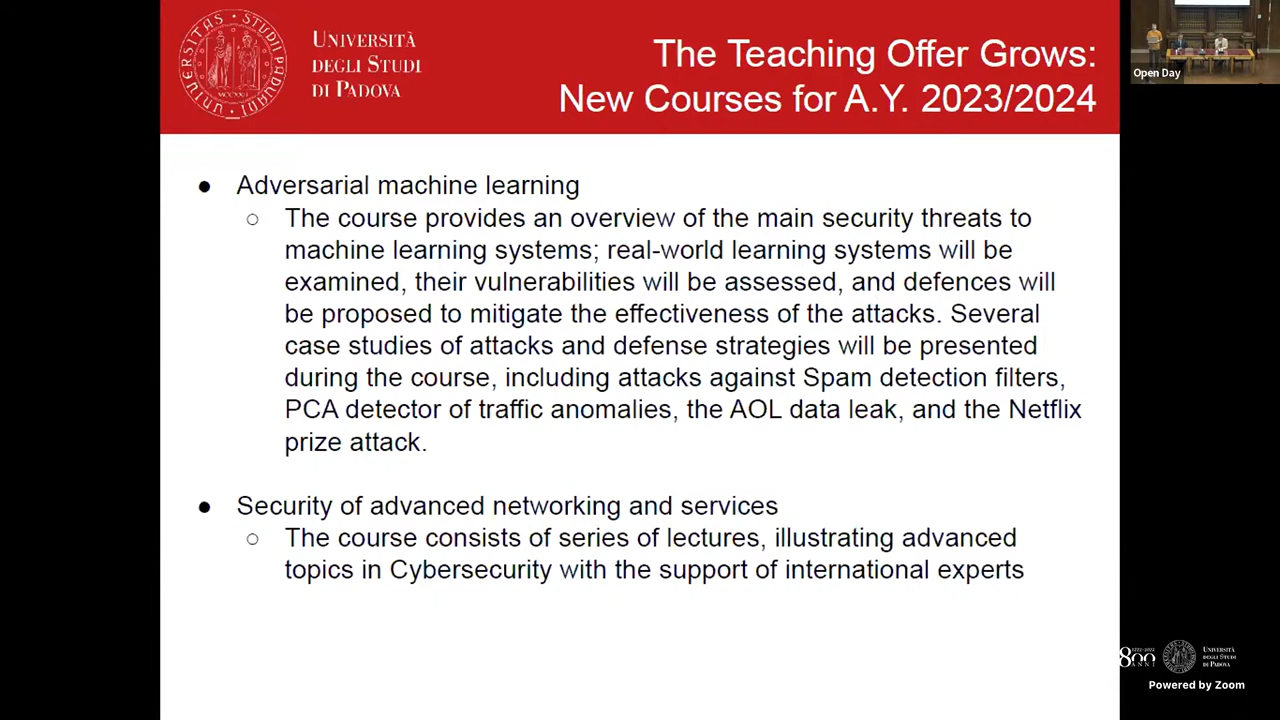 UNIVERSITÀ
DEGLI STUDI
DI PADOVA
The Teaching Offer Grows:
New Courses for A.Y. 2023/2024
Open Day
● Adversarial machine learning
○ The course provides an overview of the main security threats to
machine learning systems; real-world learning systems will be
examined, their vulnerabilities will be assessed, and defences will
be proposed to mitigate the effectiveness of the attacks. Several
case studies of attacks and defense strategies will be presented
during the course, including attacks against Spam detection filters,
PCA detector of traffic anomalies, the AOL data leak, and the Netflix
prize attack.
● Security of advanced networking and services
○ The course consists of series of lectures, illustrating advanced
topics in Cybersecurity with the support of international experts
800
ANNI
UNIVERSITÀ
DEGLI STUDI
DI PADOVA
Powered by Zoom